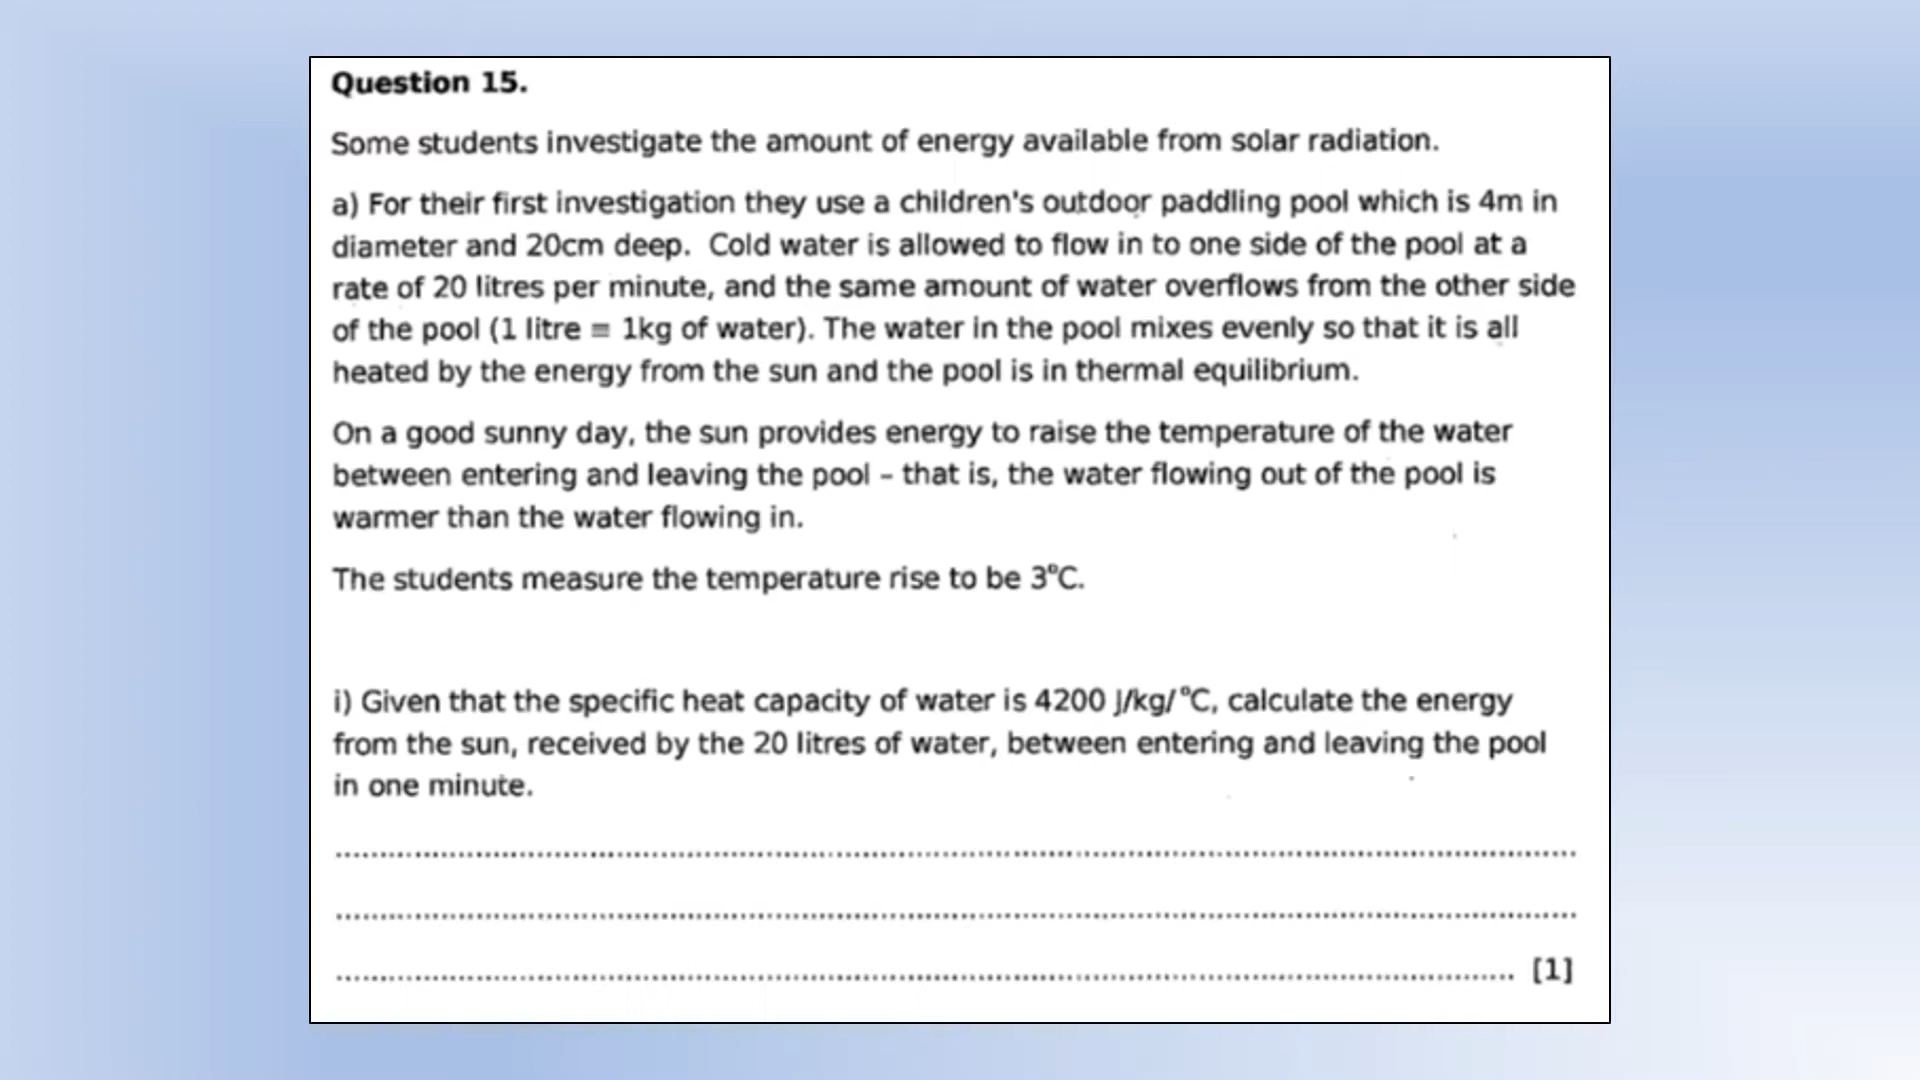 Question 15.
Some students investigate the amount of energy available from solar radiation.
a) For their first investigation they use a children's outdoor paddling pool which is 4m in
diameter and 20cm deep.  Cold water is allowed to flow in to one side of the pool at a
rate of 20 litres per minute, and the same amount of water overflows from the other side
of the pool (1 litre ≡ 1kg of water). The water in the pool mixes evenly so that it is all
heated by the energy from the sun and the pool is in thermal equilibrium.
On a good sunny day, the sun provides energy to raise the temperature of the water
between entering and leaving the pool – that is, the water flowing out of the pool is
warmer than the water flowing in.
The students measure the temperature rise to be 3°C.
i) Given that the specific heat capacity of water is 4200 J/kg/°C, calculate the energy
from the sun, received by the 20 litres of water, between entering and leaving the pool
in one minute.
[1]